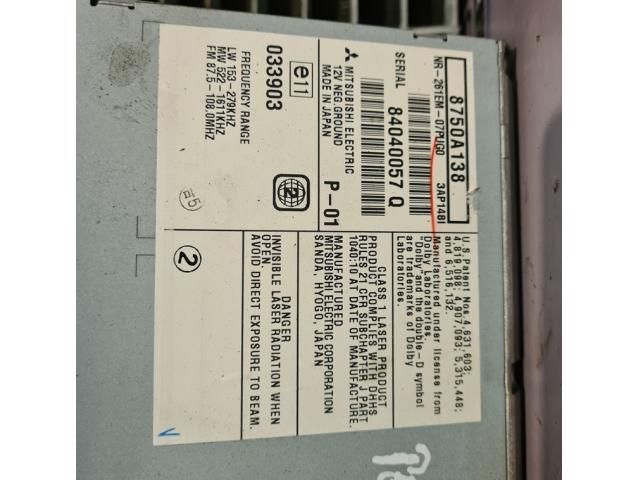 8750A138
NR-261EM-07PUG0 3AP148I
SERIAL 84040057 Q
MITSUBISHI ELECTRIC
12V NEG GROUND
MADE IN JAPAN P-01
e11
033903
2
FREQUENCY RANGE
LW 153-279KHZ
MW 522-1611KHZ
FM 87.5-108.0MHZ
U.S. Patent Nos. 4,631,603;
4,819,098; 4,907,093; 5,315,448;
and 6,516,132.
Manufactured under license from
Dolby Laboratories.
"Dolby" and the double-D symbol
are trademarks of Dolby
Laboratories.
CLASS 1 LASER PRODUCT
PRODUCT COMPLIES WITH DHHS
RULES 21 CFR SUBCHAPTER J PART
1040:10 AT DATE OF MANUFACTURE.
MANUFACTURED
MITSUBISHI ELECTRIC CORPORATION
SANDA, HYOGO, JAPAN
DANGER
INVISIBLE LASER RADIATION WHEN
OPEN.
AVOID DIRECT EXPOSURE TO BEAM.
2